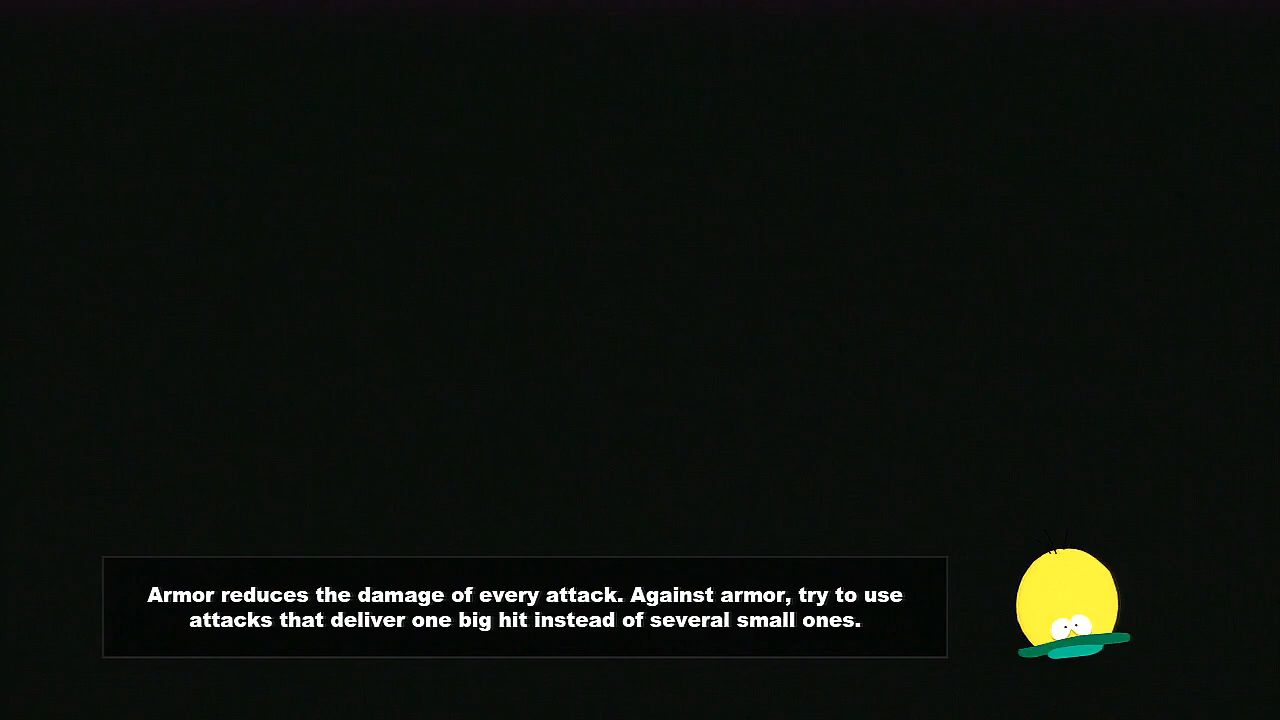 Armor reduces the damage of every attack. Against armor, try to use
attacks that deliver one big hit instead of several small ones.